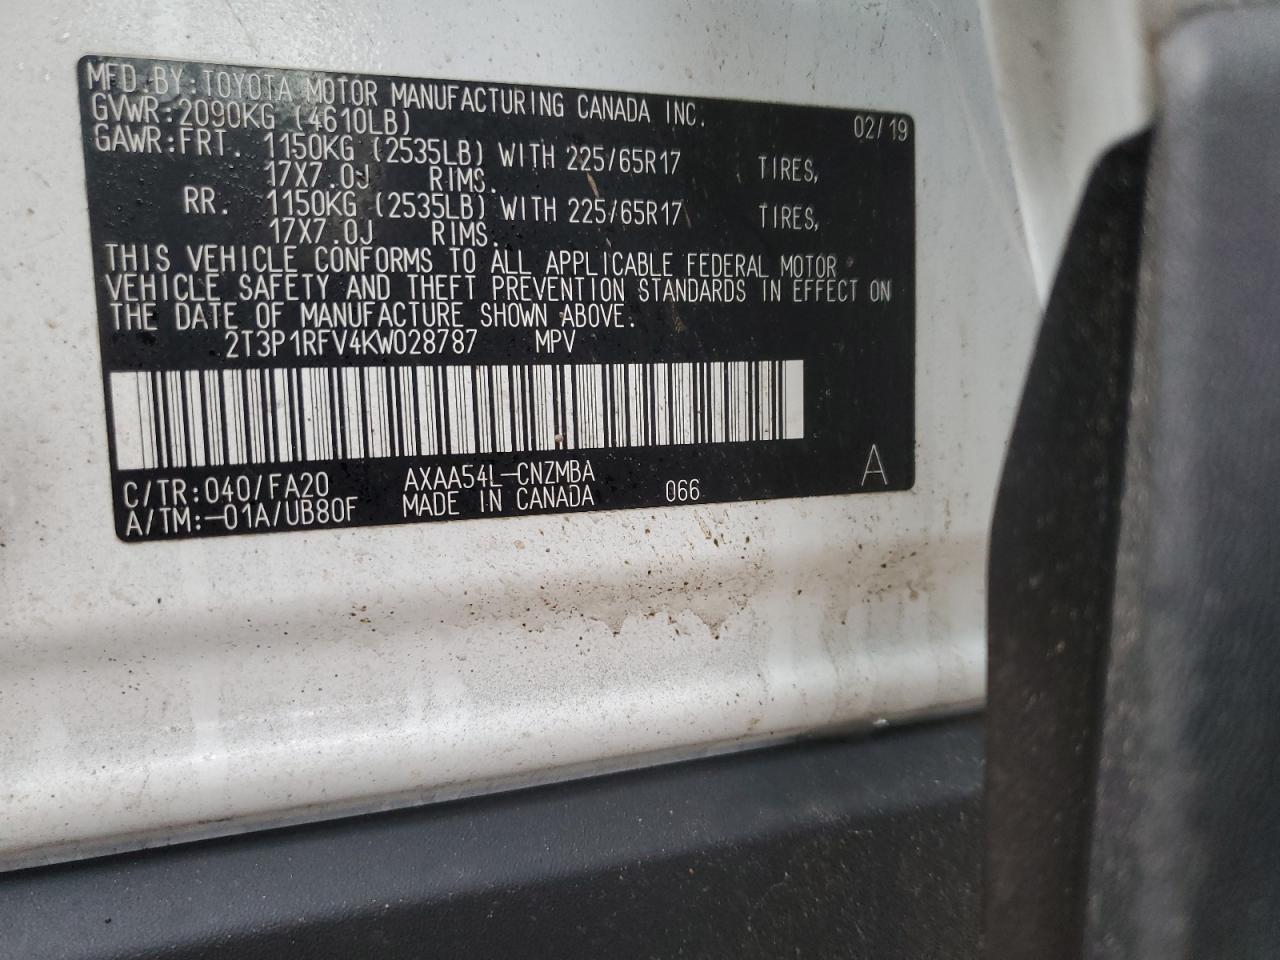 MFD.BY:TOYOTA MOTOR MANUFACTURING CANADA INC.
GVWR:2090KG (4610LB) 02/19
GAWR:FRT. 1150KG (2535LB) WITH 225/65R17 TIRES,
17X7.0J RIMS.
RR. 1150KG (2535LB) WITH 225/65R17 TIRES,
17X7.0J RIMS.
THIS VEHICLE CONFORMS TO ALL APPLICABLE FEDERAL MOTOR
VEHICLE SAFETY AND THEFT PREVENTION STANDARDS IN EFFECT ON
THE DATE OF MANUFACTURE SHOWN ABOVE.
2T3P1RFV4KW028787 MPV
A
C/TR:040/FA20 AXAA54L-CNZMBA
A/TM:-01A/UB80F MADE IN CANADA 066